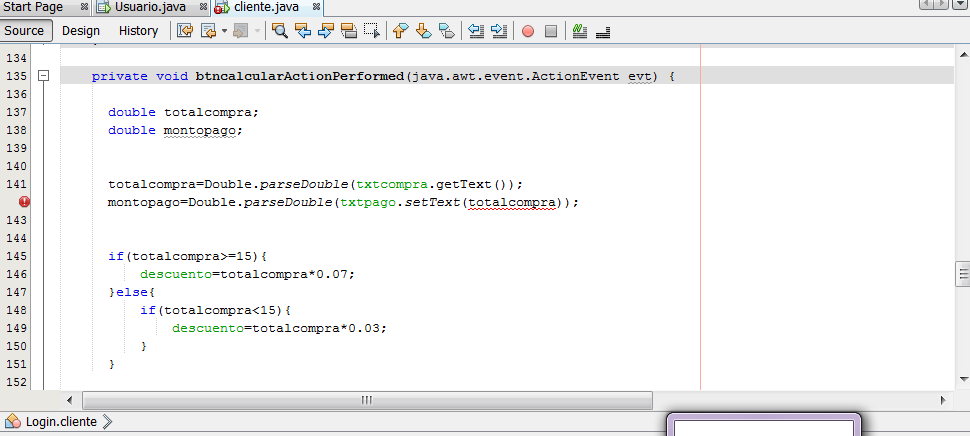 Start Page Usuario.java cliente.java
Source Design History
134
135 private void btncalcularActionPerformed(java.awt.event.ActionEvent evt) {
136
137 double totalcompra;
138 double montopago;
139
140
141 totalcompra=Double.parseDouble(txtcompra.getText());
montopago=Double.parseDouble(txtpago.setText(totalcompra));
143
144
145 if(totalcompra>=15){
146 descuento=totalcompra*0.07;
147 }else{
148 if(totalcompra<15){
149 descuento=totalcompra*0.03;
150 }
151 }
152
Login.cliente